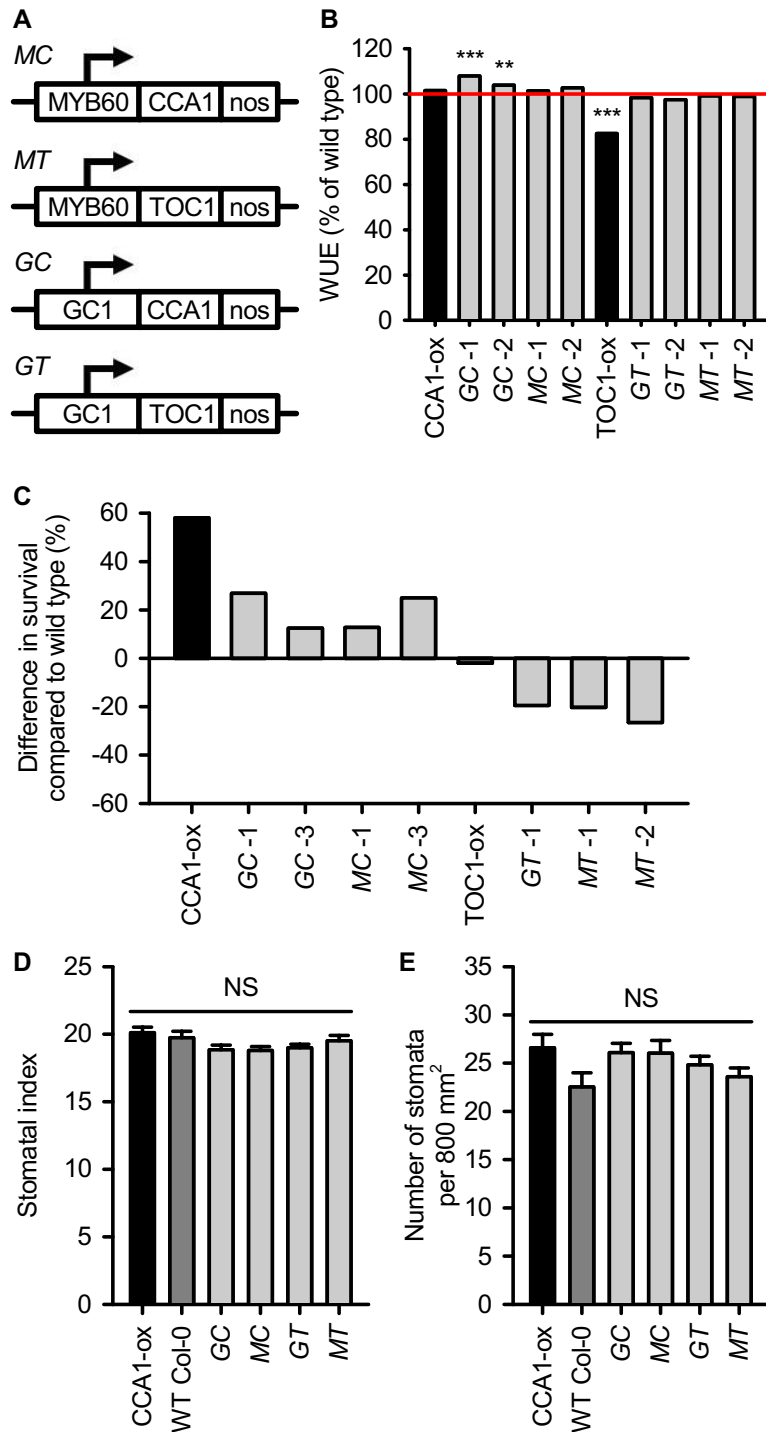 A
MC
MYB60 CCA1 nos
MT
MYB60 TOC1 nos
GC
GC1 CCA1 nos
GT
GC1 TOC1 nos
B
WUE (% of wild type)
120
100
80
60
40
20
0
***
**
***
CCA1-ox
GC-1
GC-2
MC-1
MC-2
TOC1-ox
GT-1
GT-2
MT-1
MT-2
C
Difference in survival
compared to wild type (%)
60
40
20
0
-20
-40
-60
CCA1-ox
GC-1
GC-3
MC-1
MC-3
TOC1-ox
GT-1
MT-1
MT-2
D
Stomatal index
25
20
15
10
5
0
NS
CCA1-ox
WT Col-0
GC
MC
GT
MT
E
Number of stomata
per 800 mm²
35
30
25
20
15
10
5
0
NS
CCA1-ox
WT Col-0
GC
MC
GT
MT